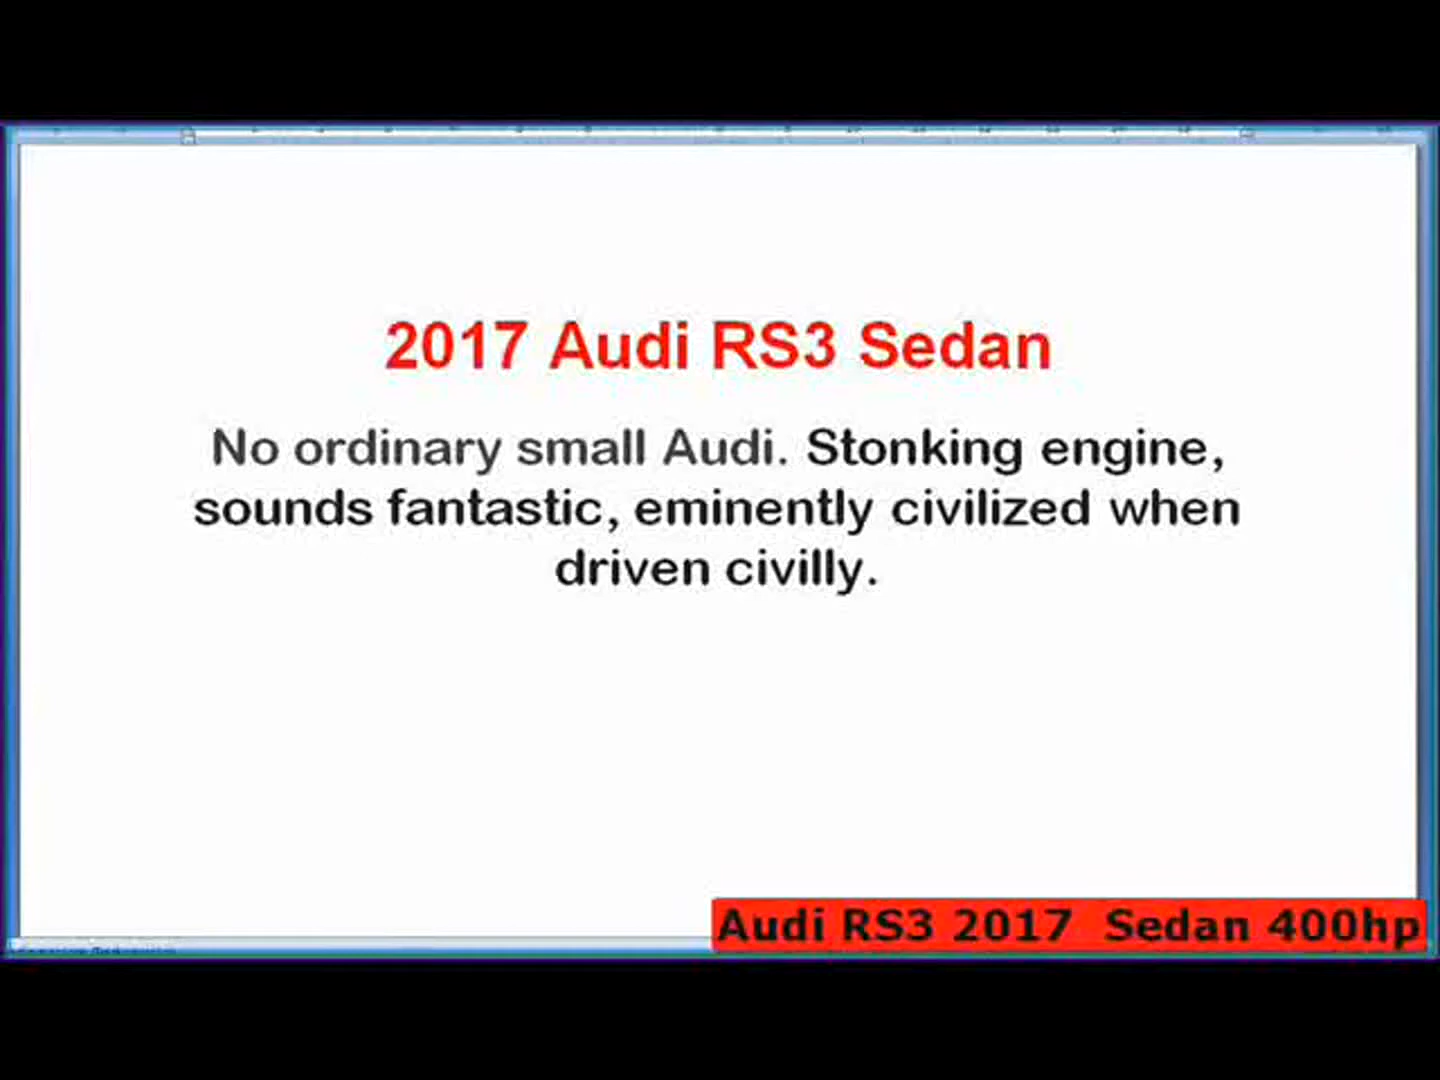 2017 Audi RS3 Sedan
No ordinary small Audi. Stonking engine,
sounds fantastic, eminently civilized when
driven civilly.
Audi RS3 2017 Sedan 400hp